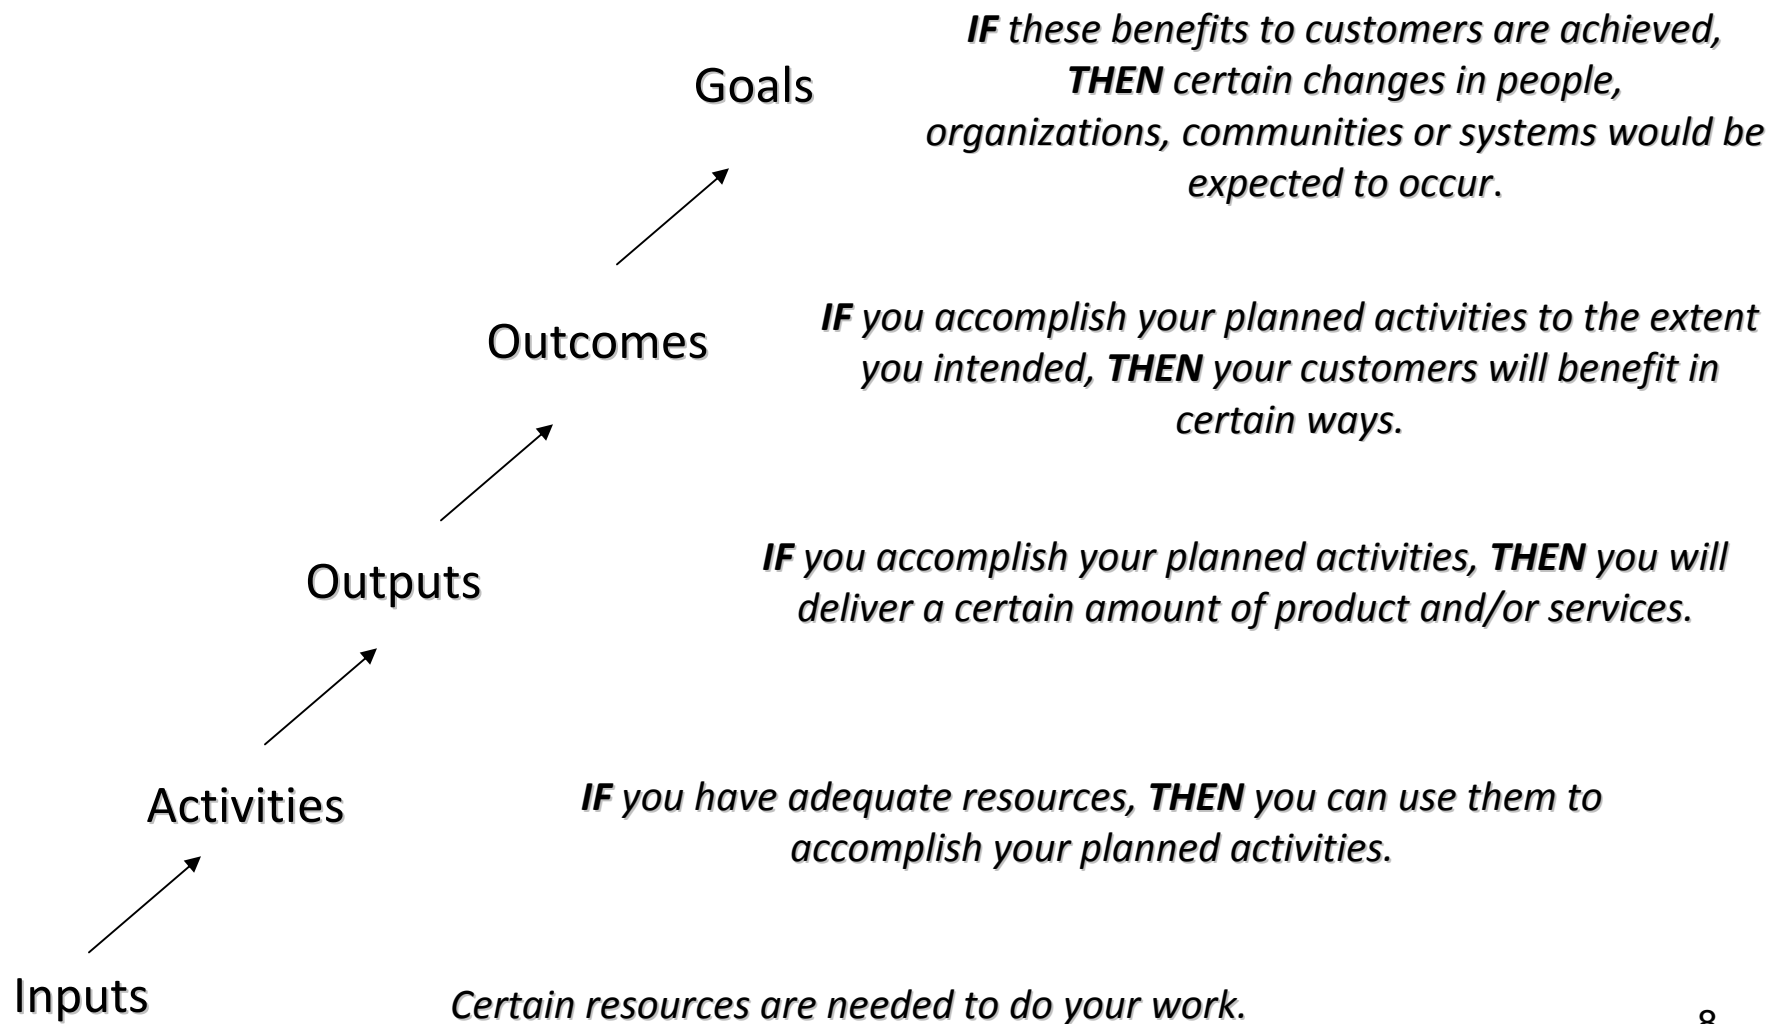 Goals
IF these benefits to customers are achieved,
THEN certain changes in people,
organizations, communities or systems would be
expected to occur.
Outcomes
IF you accomplish your planned activities to the extent
you intended, THEN your customers will benefit in
certain ways.
Outputs
IF you accomplish your planned activities, THEN you will
deliver a certain amount of product and/or services.
Activities
IF you have adequate resources, THEN you can use them to
accomplish your planned activities.
Inputs
Certain resources are needed to do your work.
8